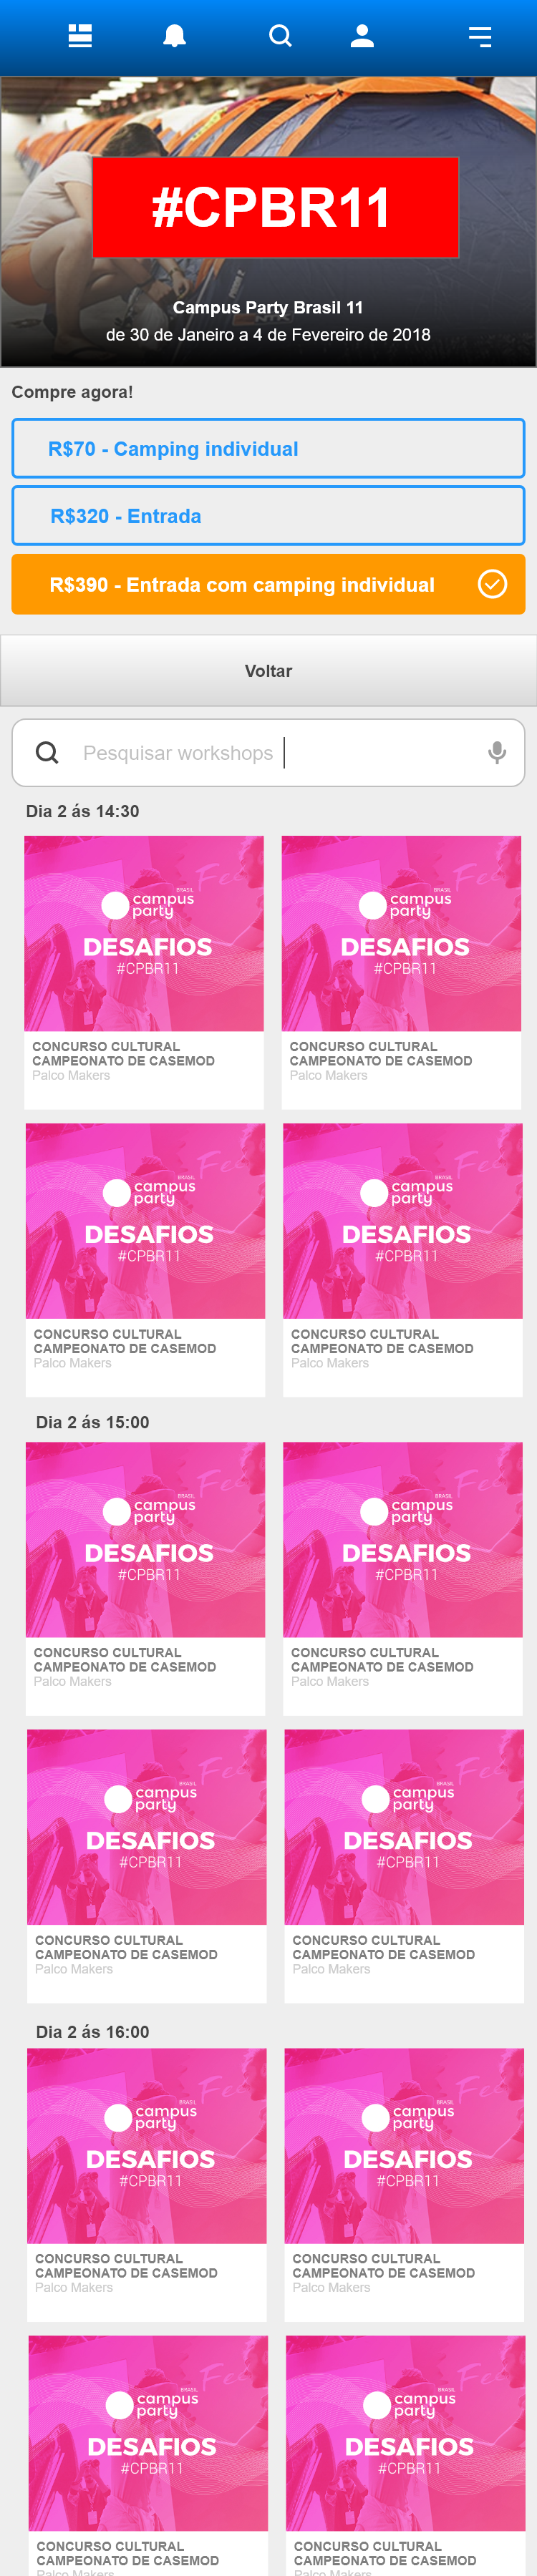 #CPBR11
Campus Party Brasil 11
de 30 de Janeiro a 4 de Fevereiro de 2018
Compre agora!
R$70 - Camping individual
R$320 - Entrada
R$390 - Entrada com camping individual
Voltar
Pesquisar workshops
Dia 2 ás 14:30
BRASIL
campus
party
DESAFIOS
#CPBR11
CONCURSO CULTURAL
CAMPEONATO DE CASEMOD
Palco Makers
BRASIL
campus
party
DESAFIOS
#CPBR11
CONCURSO CULTURAL
CAMPEONATO DE CASEMOD
Palco Makers
BRASIL
campus
party
DESAFIOS
#CPBR11
CONCURSO CULTURAL
CAMPEONATO DE CASEMOD
Palco Makers
BRASIL
campus
party
DESAFIOS
#CPBR11
CONCURSO CULTURAL
CAMPEONATO DE CASEMOD
Palco Makers
Dia 2 ás 15:00
BRASIL
campus
party
DESAFIOS
#CPBR11
CONCURSO CULTURAL
CAMPEONATO DE CASEMOD
Palco Makers
BRASIL
campus
party
DESAFIOS
#CPBR11
CONCURSO CULTURAL
CAMPEONATO DE CASEMOD
Palco Makers
BRASIL
campus
party
DESAFIOS
#CPBR11
CONCURSO CULTURAL
CAMPEONATO DE CASEMOD
Palco Makers
BRASIL
campus
party
DESAFIOS
#CPBR11
CONCURSO CULTURAL
CAMPEONATO DE CASEMOD
Palco Makers
Dia 2 ás 16:00
BRASIL
campus
party
DESAFIOS
#CPBR11
CONCURSO CULTURAL
CAMPEONATO DE CASEMOD
Palco Makers
BRASIL
campus
party
DESAFIOS
#CPBR11
CONCURSO CULTURAL
CAMPEONATO DE CASEMOD
Palco Makers
BRASIL
campus
party
DESAFIOS
#CPBR11
CONCURSO CULTURAL
CAMPEONATO DE CASEMOD
Palco Makers
BRASIL
campus
party
DESAFIOS
#CPBR11
CONCURSO CULTURAL
CAMPEONATO DE CASEMOD
Palco Makers